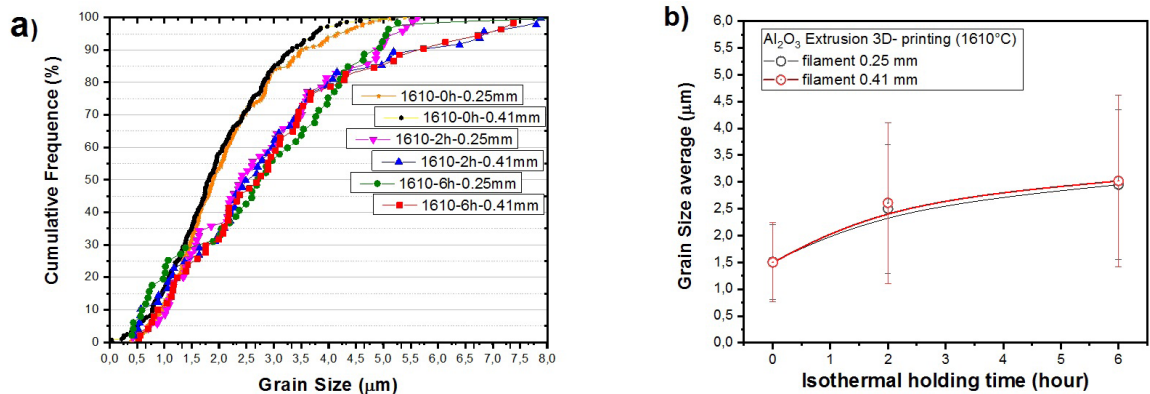 a)
Cumulative Frequence (%)
100
90
80
70
60
50
40
30
20
10
0
1610-0h-0.25mm
1610-0h-0.41mm
1610-2h-0.25mm
1610-2h-0.41mm
1610-6h-0.25mm
1610-6h-0.41mm
0,0 0,5 1,0 1,5 2,0 2,5 3,0 3,5 4,0 4,5 5,0 5,5 6,0 6,5 7,0 7,5 8,0
Grain Size (μm)
b)
Grain Size average (μm)
6,0
5,5
5,0
4,5
4,0
3,5
3,0
2,5
2,0
1,5
1,0
0,5
0,0
Al₂O₃ Extrusion 3D- printing (1610°C)
filament 0.25 mm
filament 0.41 mm
0 2 4 6
Isothermal holding time (hour)